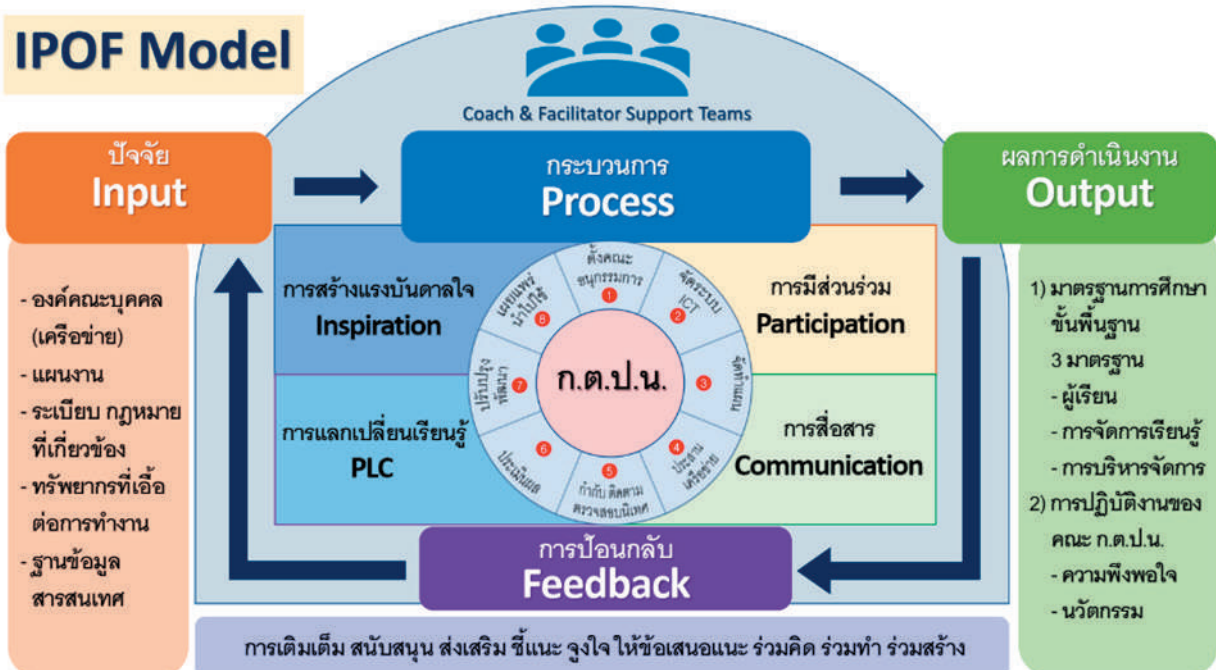 IPOF Model
Coach & Facilitator Support Teams
ปัจจัย
Input
กระบวนการ
Process
ผลการดำเนินงาน
Output
- องค์คณะบุคคล
(เครือข่าย)
- แผนงาน
- ระเบียบ กฎหมาย
ที่เกี่ยวข้อง
- ทรัพยากรที่เอื้อ
ต่อการทำงาน
- ฐานข้อมูล
สารสนเทศ
การสร้างแรงบันดาลใจ
Inspiration
การมีส่วนร่วม
Participation
การแลกเปลี่ยนเรียนรู้
PLC
การสื่อสาร
Communication
ก.ต.ป.น.
ตั้งคณะ
อนุกรรมการ
1
จัดระบบ
ICT
2
จัดทำแผน
3
ประสาน
เครือข่าย
4
กำกับ ติดตาม
ตรวจสอบนิเทศ
5
ประเมินผล
6
ปรับปรุง
พัฒนา
7
เผยแพร่
นำไปใช้
8
1) มาตรฐานการศึกษา
ขั้นพื้นฐาน
3 มาตรฐาน
- ผู้เรียน
- การจัดการเรียนรู้
- การบริหารจัดการ
2) การปฏิบัติงานของ
คณะ ก.ต.ป.น.
- ความพึงพอใจ
- นวัตกรรม
การป้อนกลับ
Feedback
การเติมเต็ม สนับสนุน ส่งเสริม ชี้แนะ จูงใจ ให้ข้อเสนอแนะ ร่วมคิด ร่วมทำ ร่วมสร้าง